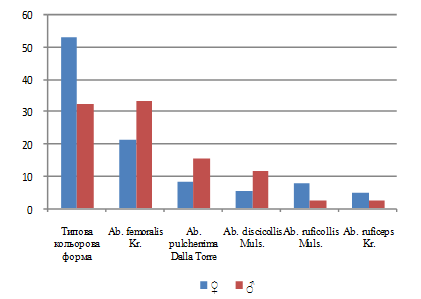 60
50
40
30
20
10
0
Типова кольорова форма
Ab. femoralis Kr.
Ab. pulcherrima Dalla Torre
Ab. discicollis Muls.
Ab. ruficollis Muls.
Ab. ruficeps Kr.
♀ ♂